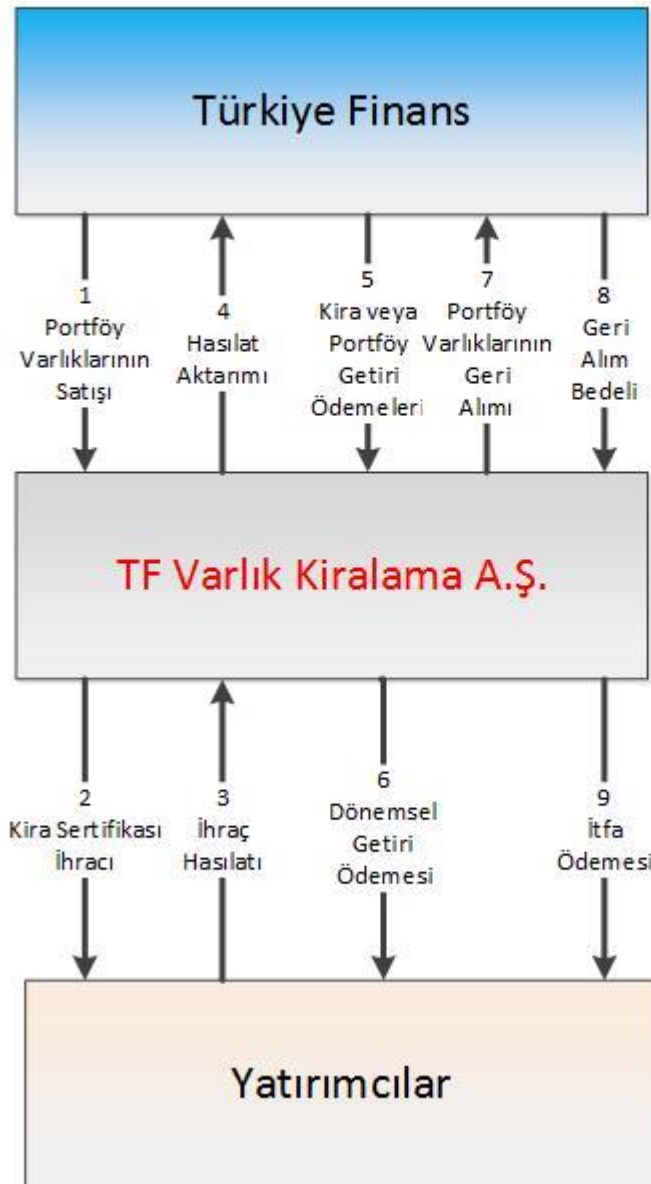 Türkiye Finans
1
Portföy
Varlıklarının
Satışı
4
Hasılat
Aktarımı
5
Kira veya
Portföy
Getiri
Ödemeleri
7
Portföy
Varlıklarının
Geri
Alımı
8
Geri
Alım
Bedeli
TF Varlık Kiralama A.Ş.
2
Kira Sertifikası
İhracı
3
İhraç
Hasılatı
6
Dönemsel
Getiri
Ödemesi
9
İtfa
Ödemesi
Yatırımcılar